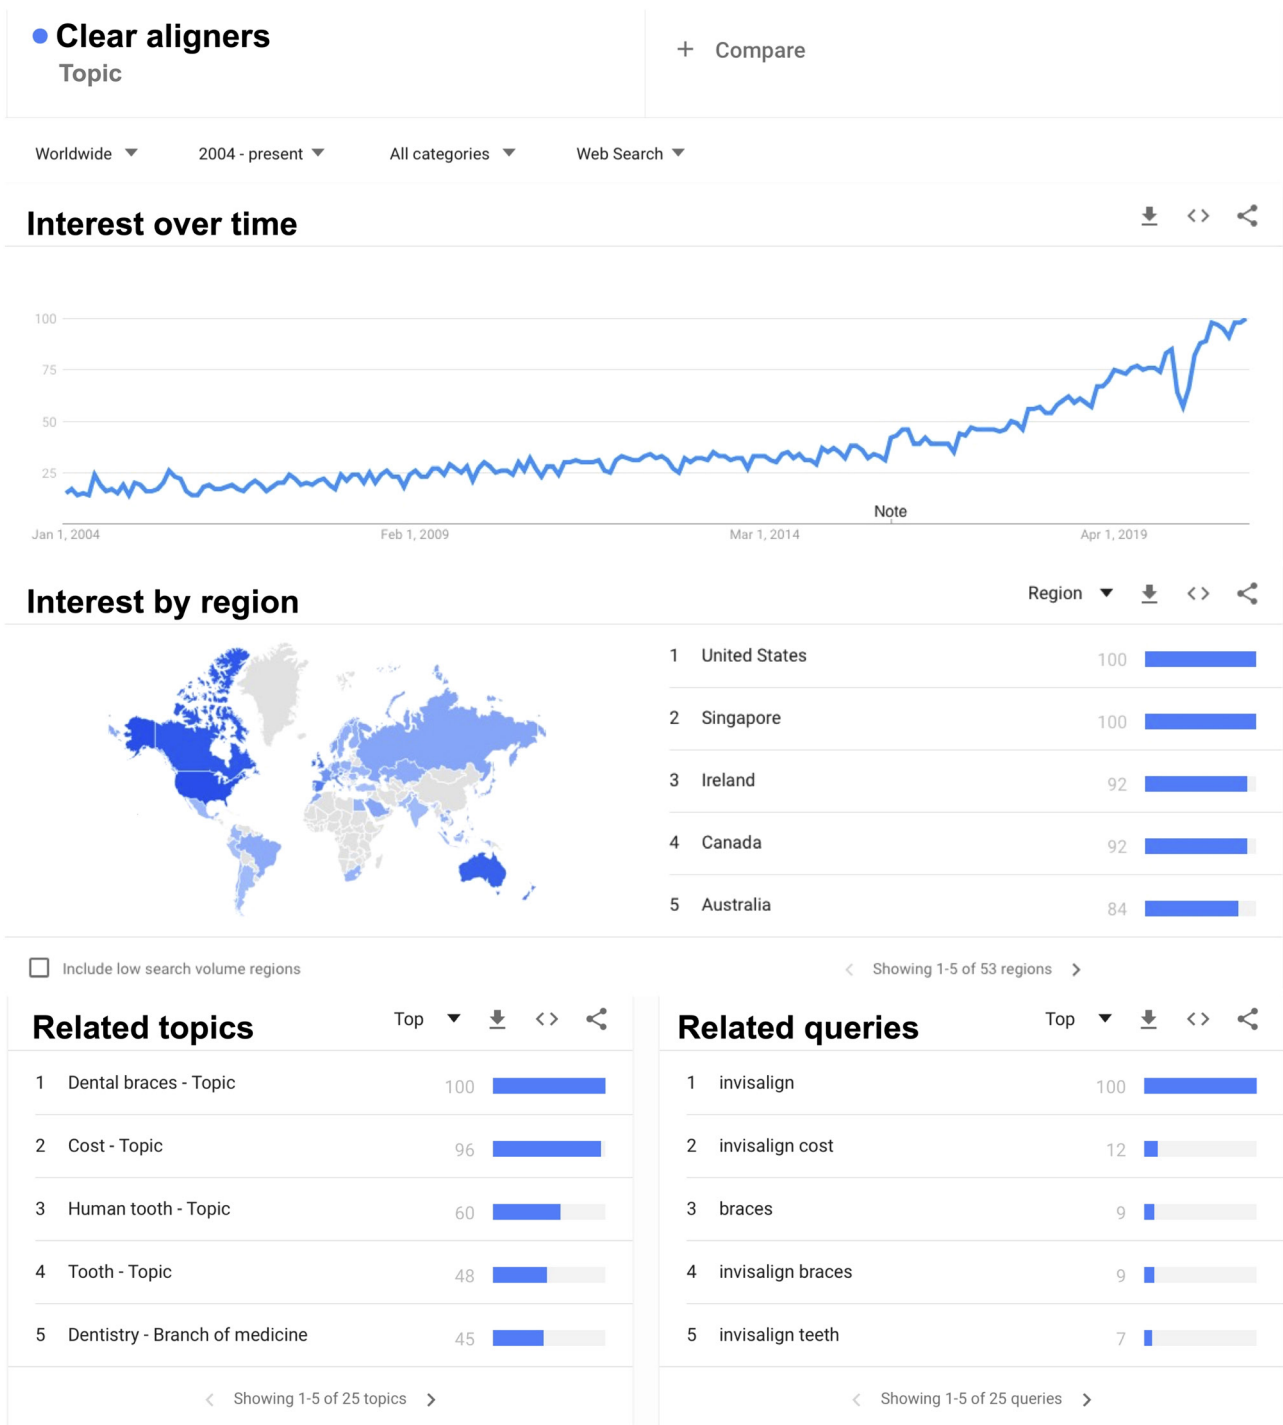 Clear aligners
Topic
+ Compare
Worldwide 2004 - present All categories Web Search
Interest over time
100
75
50
25
Note
Jan 1, 2004 Feb 1, 2009 Mar 1, 2014 Apr 1, 2019
Interest by region
Region
1 United States 100
2 Singapore 100
3 Ireland 92
4 Canada 92
5 Australia 84
Include low search volume regions
Showing 1-5 of 53 regions
Related topics
Top
1 Dental braces - Topic 100
2 Cost - Topic 96
3 Human tooth - Topic 60
4 Tooth - Topic 48
5 Dentistry - Branch of medicine 45
Showing 1-5 of 25 topics
Related queries
Top
1 invisalign 100
2 invisalign cost 12
3 braces 9
4 invisalign braces 9
5 invisalign teeth 7
Showing 1-5 of 25 queries